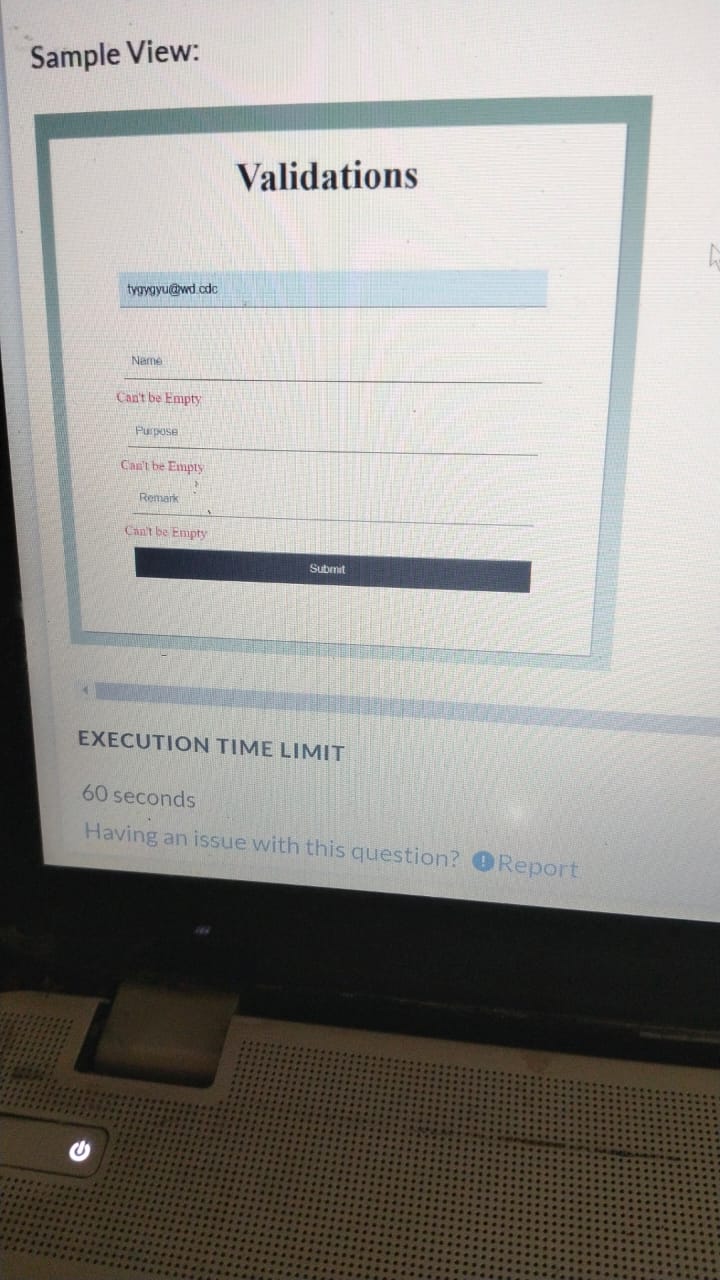 Sample View:
Validations
tygygyu@wd.cdc
Name
Can't be Empty
Purpose
Can't be Empty
Remark
Can't be Empty
Submit
EXECUTION TIME LIMIT
60 seconds
Having an issue with this question? ! Report